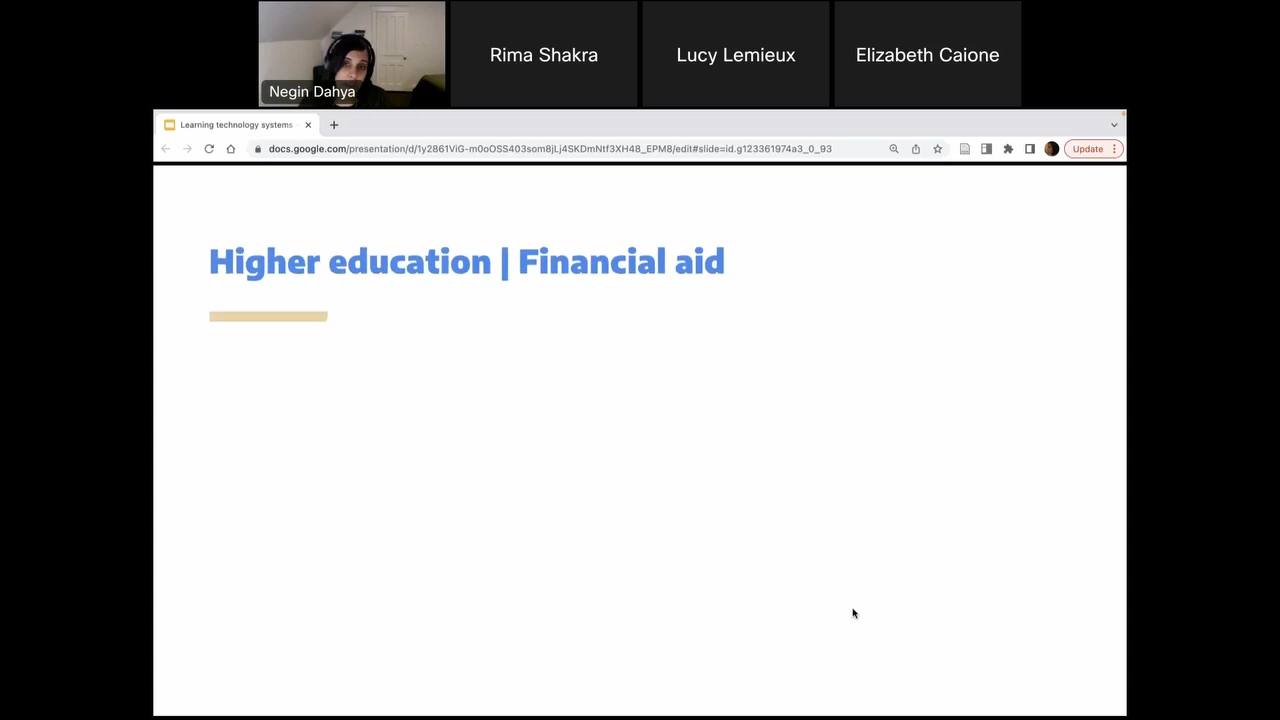 Negin Dahya
Rima Shakra
Lucy Lemieux
Elizabeth Caione
Learning technology systems
docs.google.com/presentation/d/1y2861ViG-m0oOSS403som8jLj4SKDmNtf3XH48_EPM8/edit#slide=id.g123361974a3_0_93
Update
Higher education | Financial aid